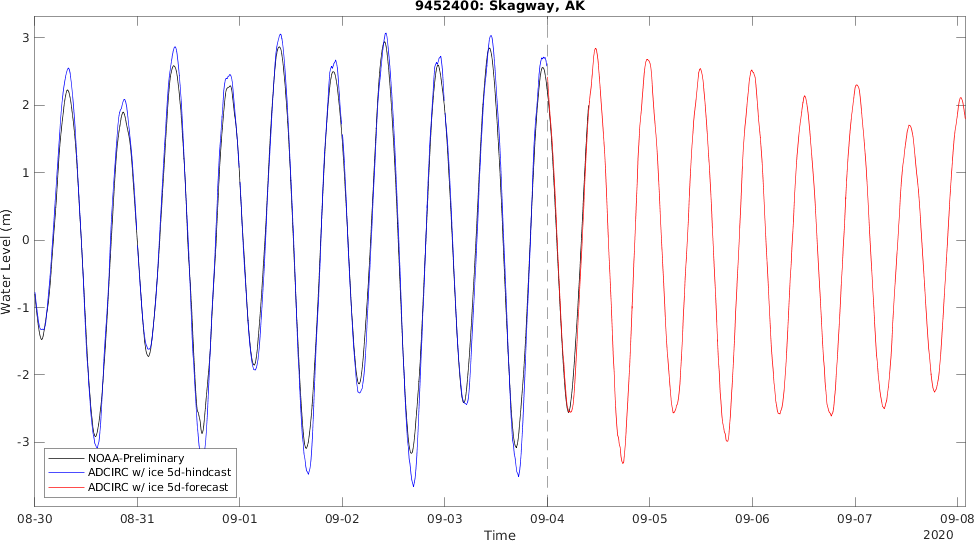 9452400: Skagway, AK
Water Level (m)
3
2
1
0
-1
-2
-3
NOAA-Preliminary
ADCIRC w/ ice 5d-hindcast
ADCIRC w/ ice 5d-forecast
08-30 08-31 09-01 09-02 09-03 09-04 09-05 09-06 09-07 09-08
Time
2020